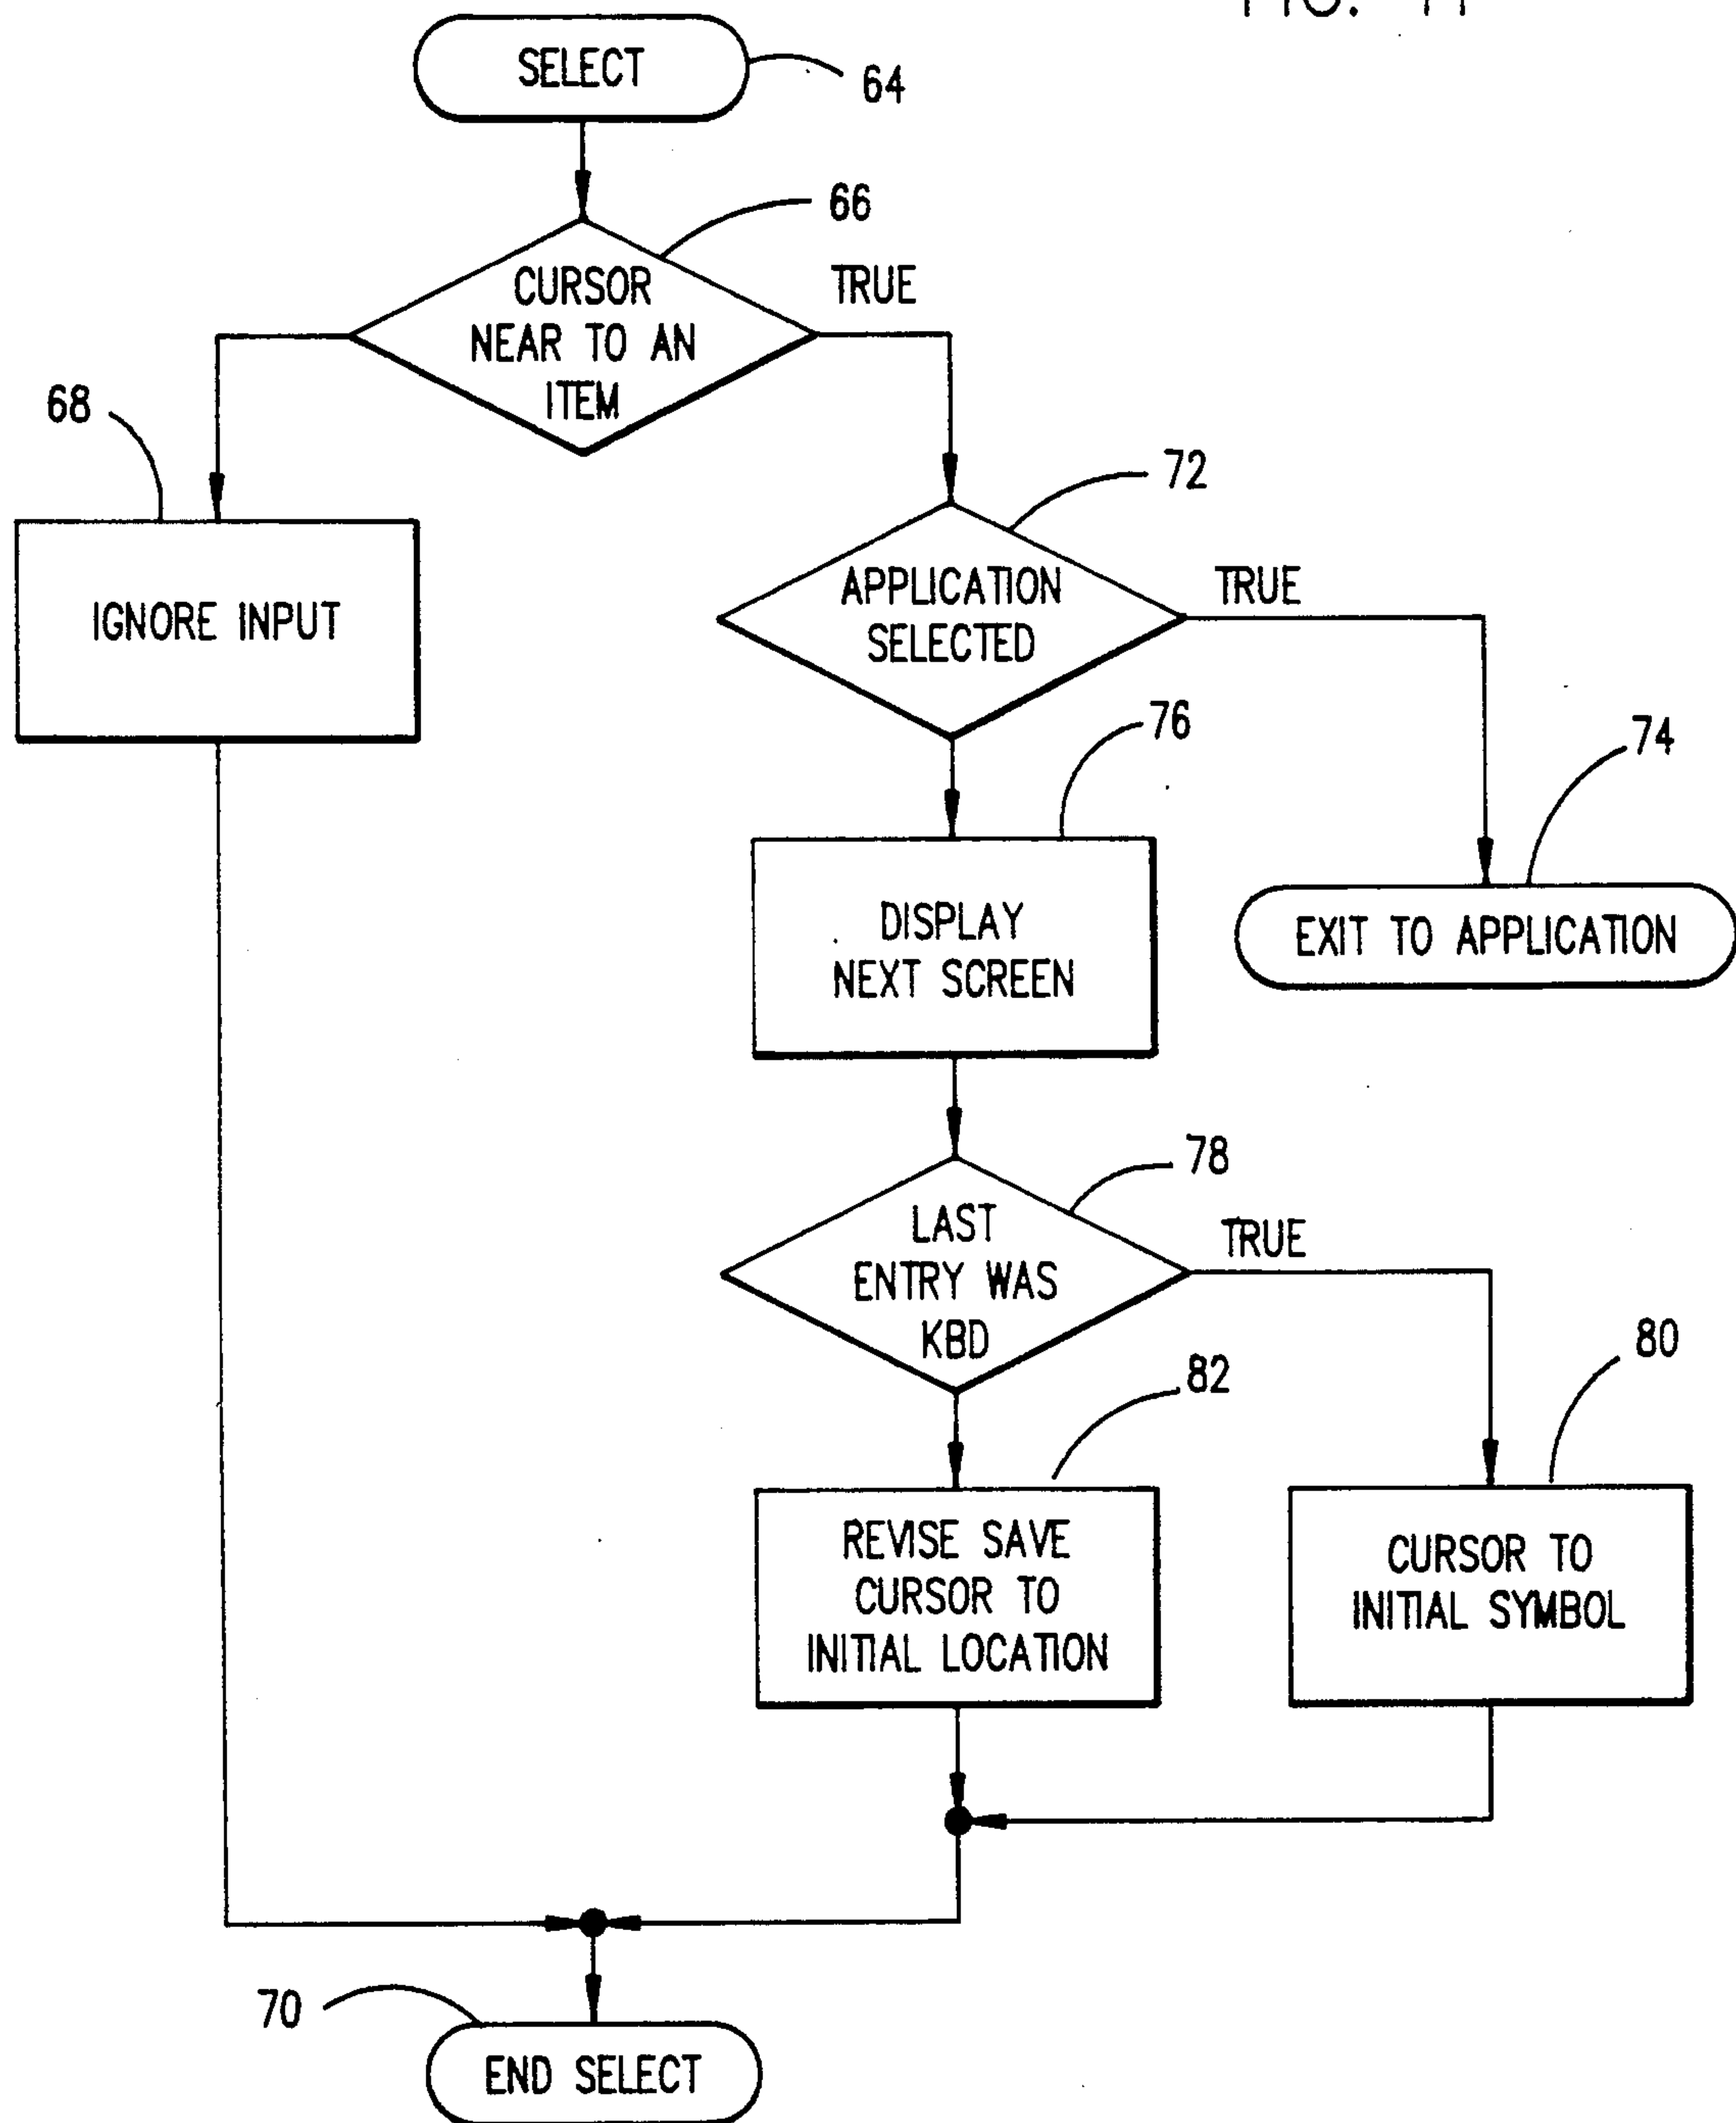 SELECT
64
66
CURSOR
NEAR TO AN
ITEM
TRUE
68
IGNORE INPUT
72
APPLICATION
SELECTED
TRUE
76
74
DISPLAY
NEXT SCREEN
EXIT TO APPLICATION
78
LAST
ENTRY WAS
KBD
TRUE
82
80
REVISE SAVE
CURSOR TO
INITIAL LOCATION
CURSOR TO
INITIAL SYMBOL
70
END SELECT